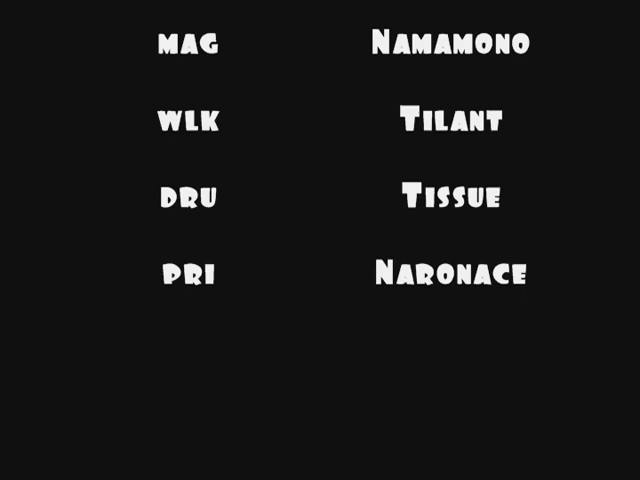 MAG NAMAMONO
WLK TILANT
DRU TISSUE
PRI NARONACE